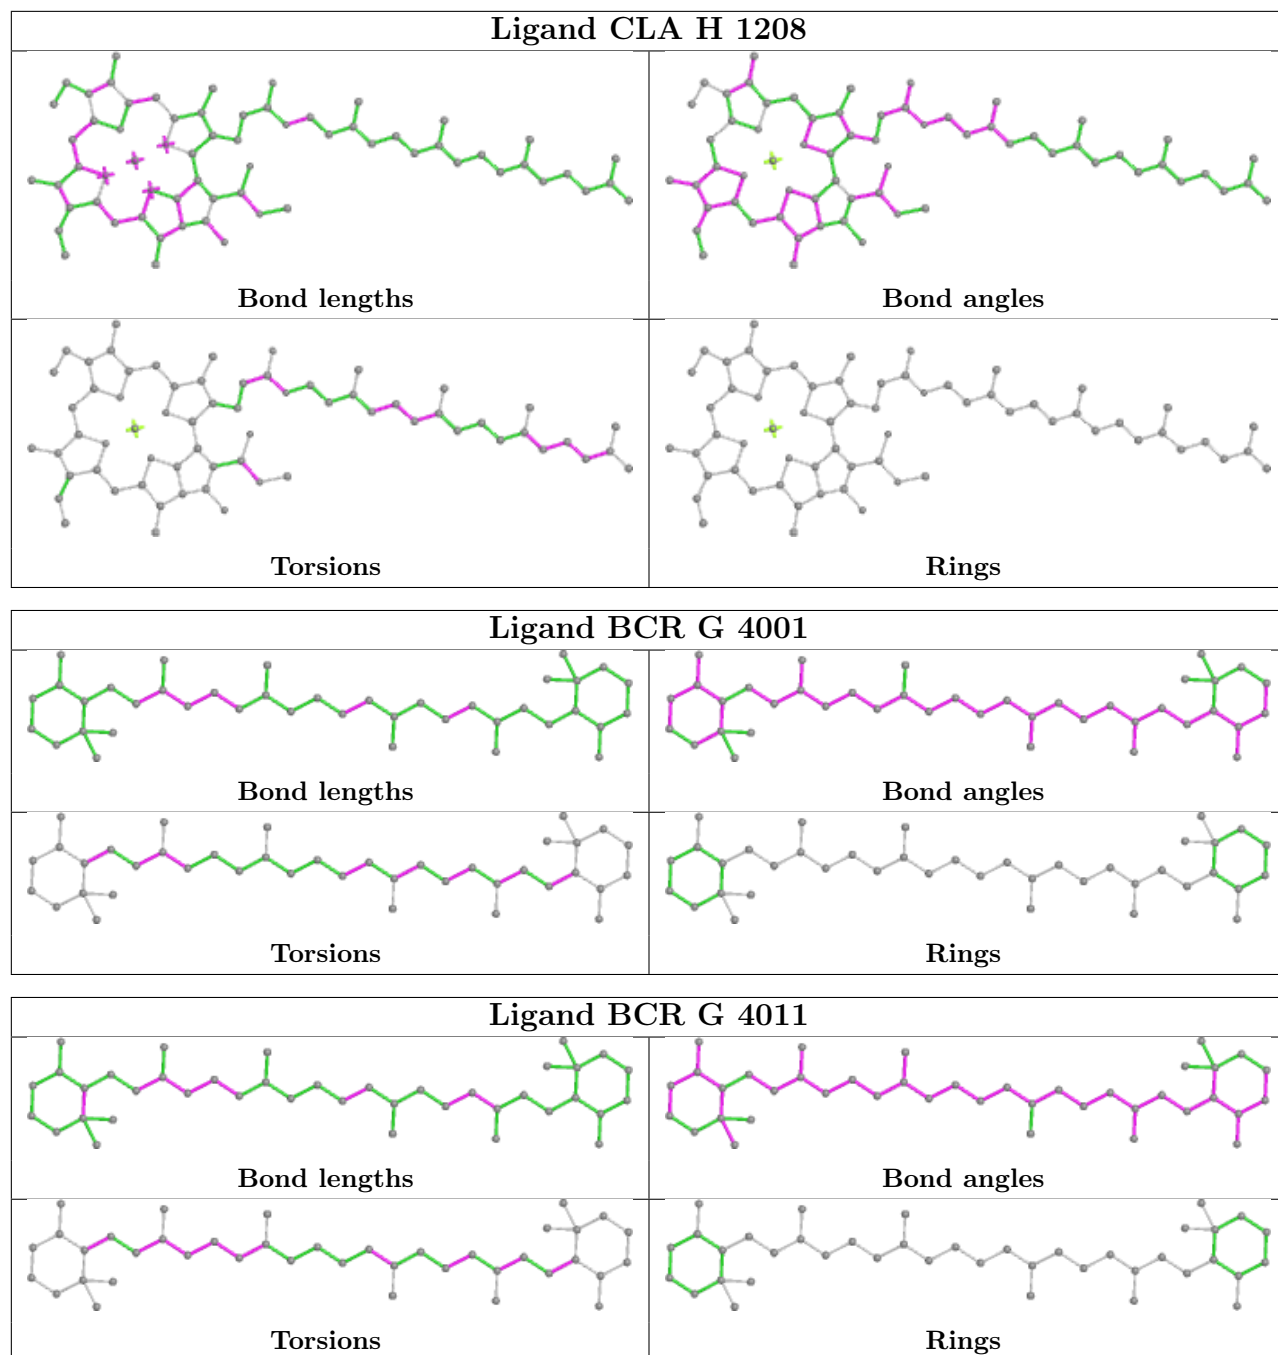 Ligand CLA H 1208
Bond lengths
Bond angles
Torsions
Rings
Ligand BCR G 4001
Bond lengths
Bond angles
Torsions
Rings
Ligand BCR G 4011
Bond lengths
Bond angles
Torsions
Rings